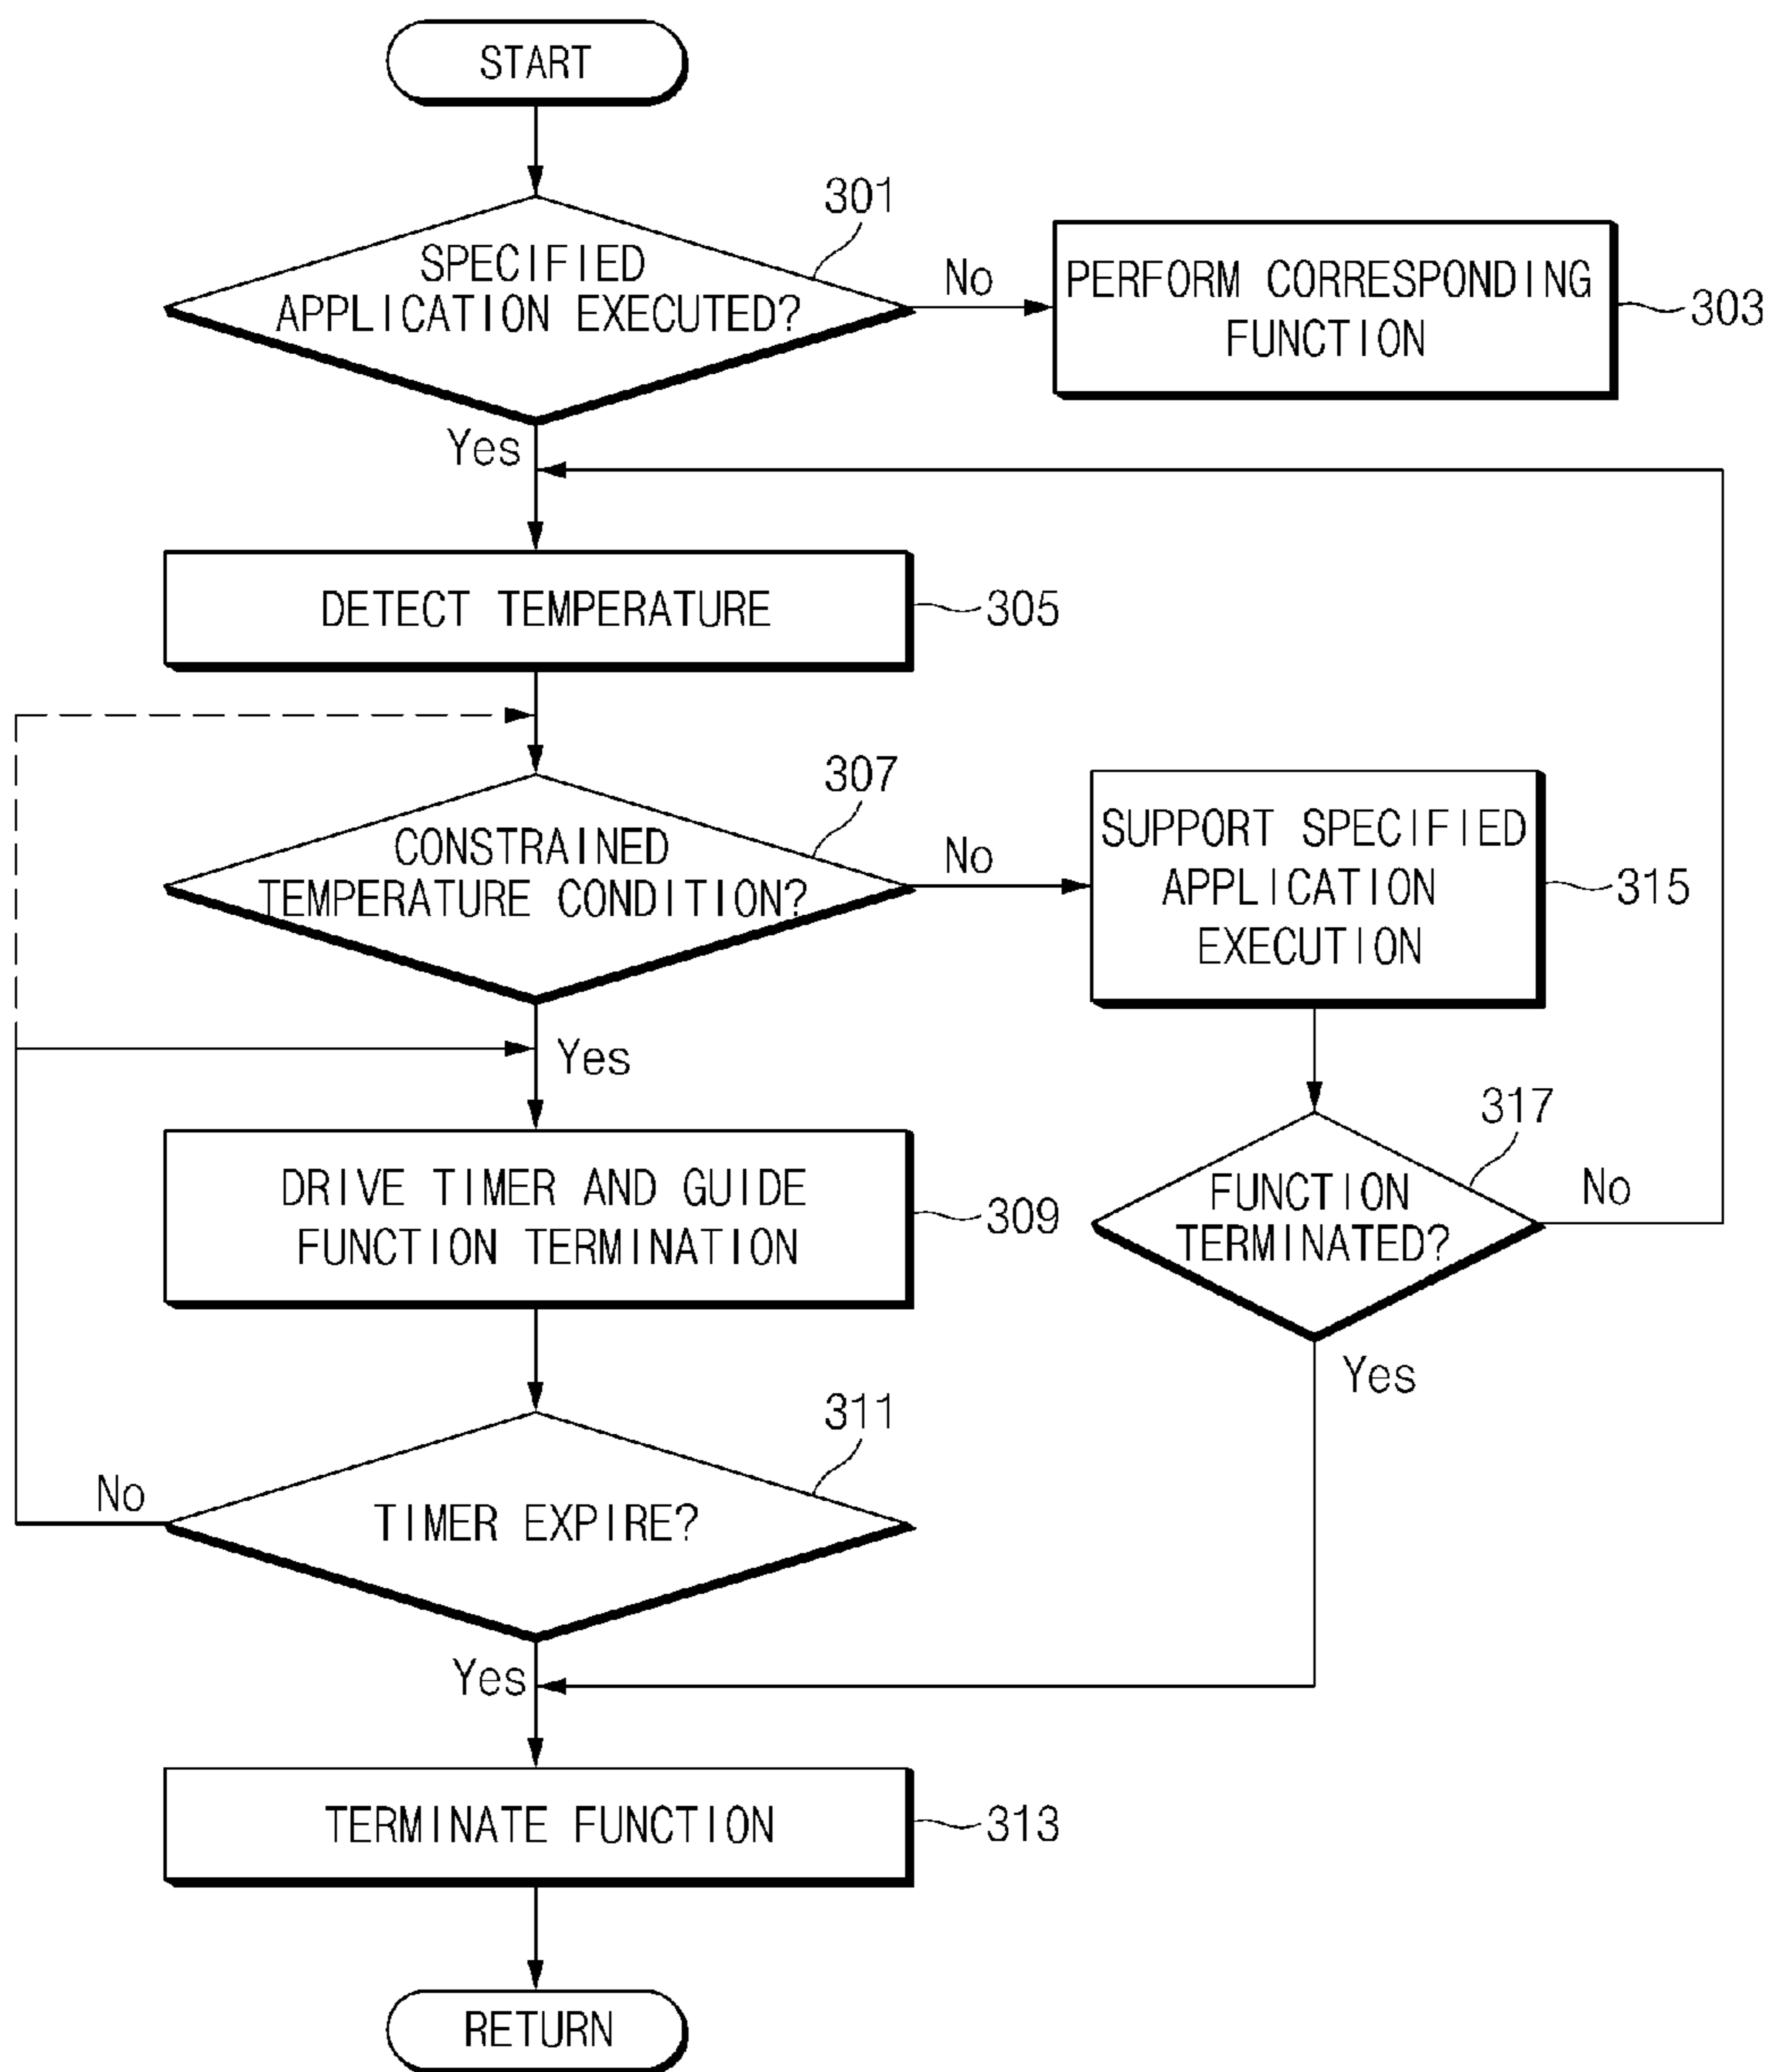 START
301
SPECIFIED
APPLICATION EXECUTED?
No
PERFORM CORRESPONDING
FUNCTION
303
Yes
DETECT TEMPERATURE
305
307
CONSTRAINED
TEMPERATURE CONDITION?
No
SUPPORT SPECIFIED
APPLICATION
EXECUTION
315
Yes
DRIVE TIMER AND GUIDE
FUNCTION TERMINATION
309
317
FUNCTION
TERMINATED?
No
Yes
311
TIMER EXPIRE?
No
Yes
TERMINATE FUNCTION
313
RETURN